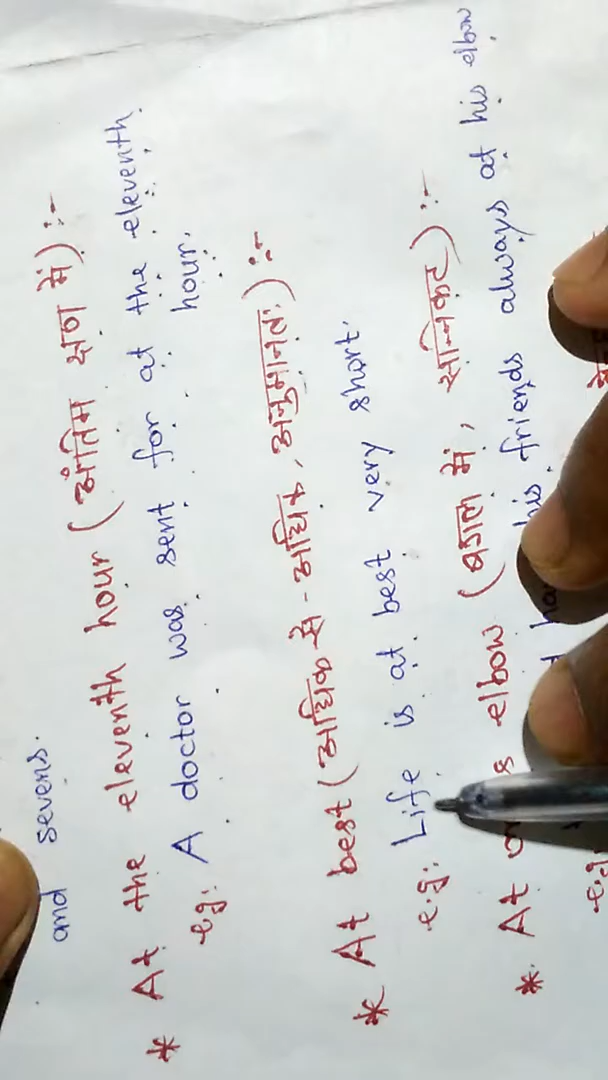 and sevens.
* At the eleventh hour (अंतिम क्षण में) :-
e.g. A doctor was sent for at the eleventh
hour.
* At best (अधिक से-अधिक, अनुमानतः) :-
e.g. Life is at best very short.
* At elbow (बगल में, सन्निकट) :-
his friends always at his elbow
e.g.